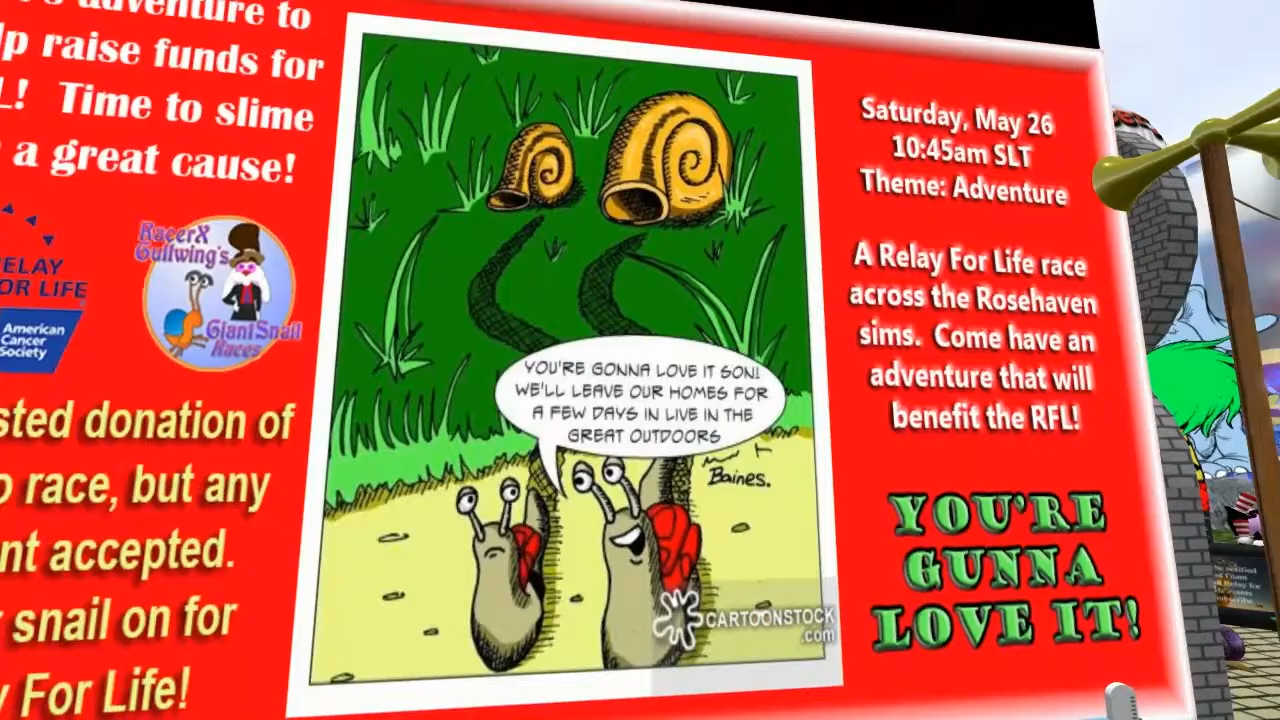 adventure to
raise funds for
Time to slime
a great cause!
RacerX
Gullwing's
Giant Snail
Races
RELAY
FOR LIFE
American
Cancer
Society
donation of
race, but any
accepted.
snail on for
For Life!
YOU'RE GONNA LOVE IT SON!
WE'LL LEAVE OUR HOMES FOR
A FEW DAYS IN LIVE IN THE
GREAT OUTDOORS
Baines.
CARTOONSTOCK
.com
Saturday, May 26
10:45am SLT
Theme: Adventure
A Relay For Life race
across the Rosehaven
sims. Come have an
adventure that will
benefit the RFL!
YOU'RE
GUNNA
LOVE IT!